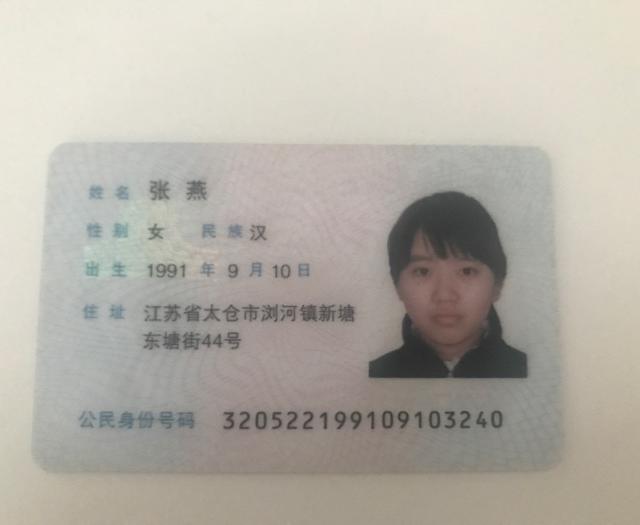 姓名 张燕
性别 女 民族 汉
出生 1991 年 9 月 10 日
住址 江苏省太仓市浏河镇新塘
东塘街44号
公民身份号码 320522199109103240